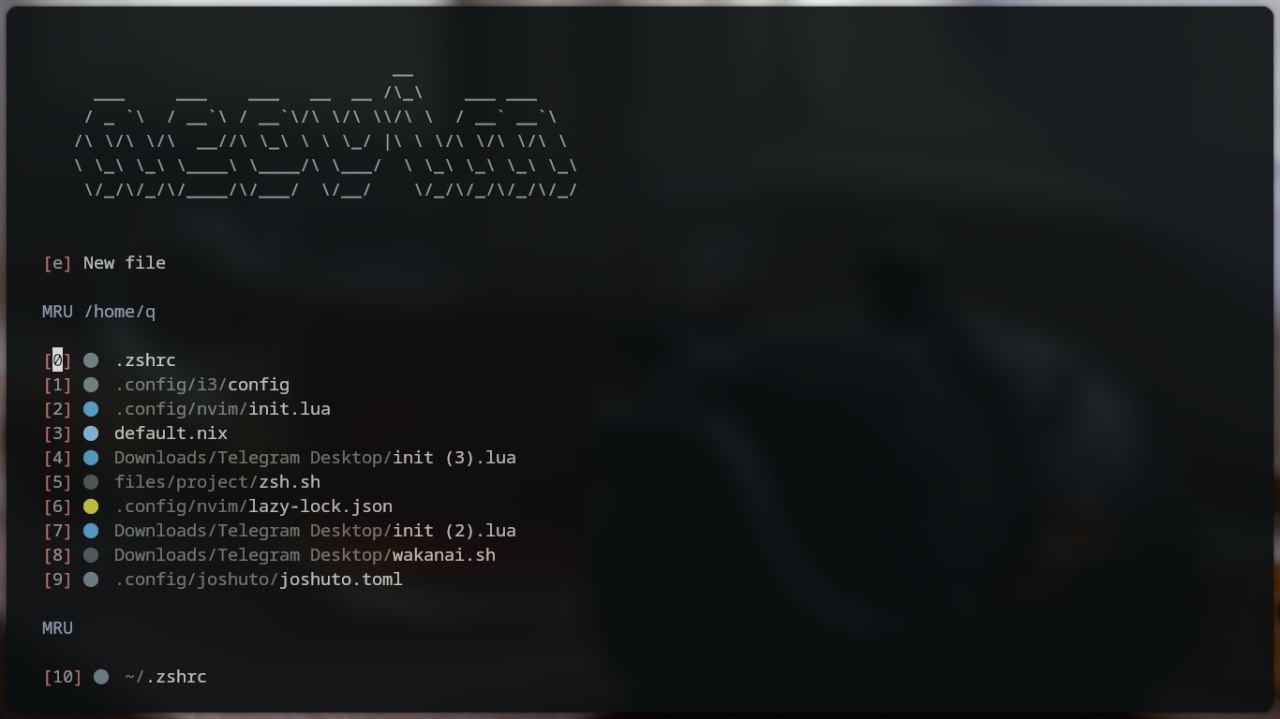 neovim
[e] New file
MRU /home/q
[0] .zshrc
[1] .config/i3/config
[2] .config/nvim/init.lua
[3] default.nix
[4] Downloads/Telegram Desktop/init (3).lua
[5] files/project/zsh.sh
[6] .config/nvim/lazy-lock.json
[7] Downloads/Telegram Desktop/init (2).lua
[8] Downloads/Telegram Desktop/wakanai.sh
[9] .config/joshuto/joshuto.toml
MRU
[10] ~/.zshrc